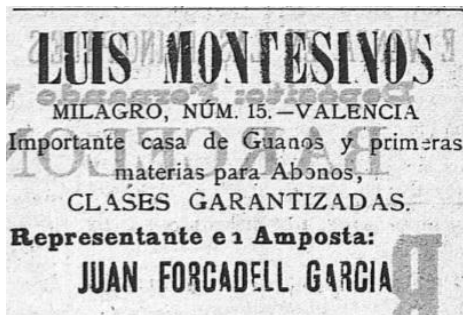 LUIS MONTESINOS
MILAGRO, NÚM. 15.—VALENCIA
Importante casa de Guanos y primeras
materias para Abonos,
CLASES GARANTIZADAS.
Representante en Amposta:
JUAN FORCADELL GARCIA